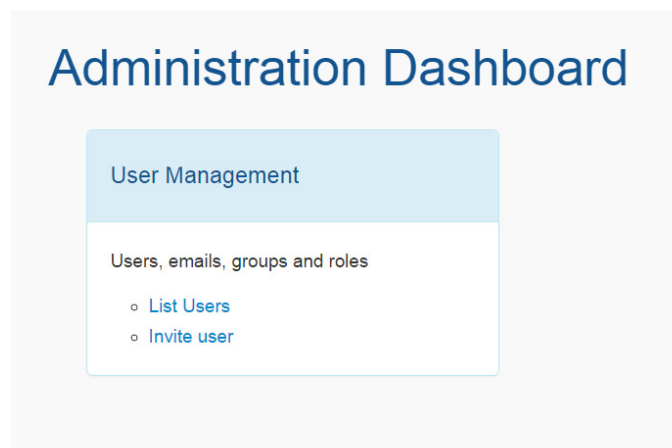 Administration Dashboard
User Management
Users, emails, groups and roles
List Users
Invite user